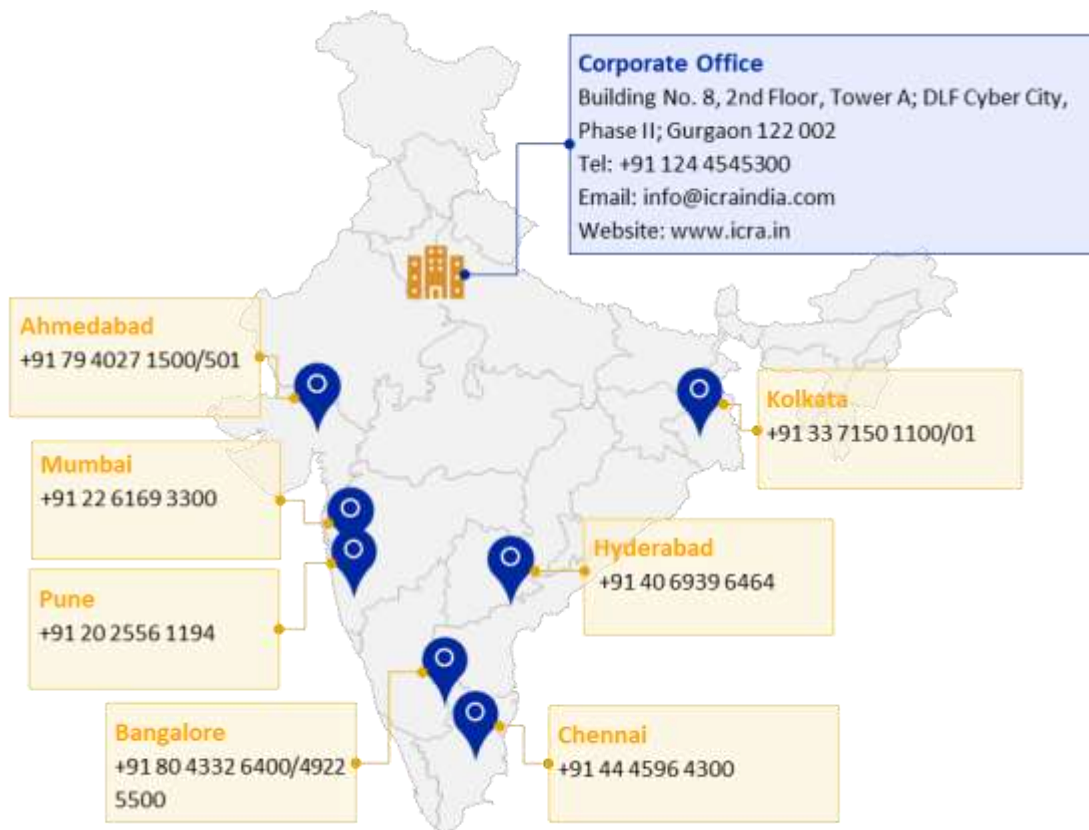 Corporate Office
Building No. 8, 2nd Floor, Tower A; DLF Cyber City,
Phase II; Gurgaon 122 002
Tel: +91 124 4545300
Email: info@icraindia.com
Website: www.icra.in
Ahmedabad
+91 79 4027 1500/501
Kolkata
+91 33 7150 1100/01
Mumbai
+91 22 6169 3300
Hyderabad
+91 40 6939 6464
Pune
+91 20 2556 1194
Bangalore
+91 80 4332 6400/4922
5500
Chennai
+91 44 4596 4300